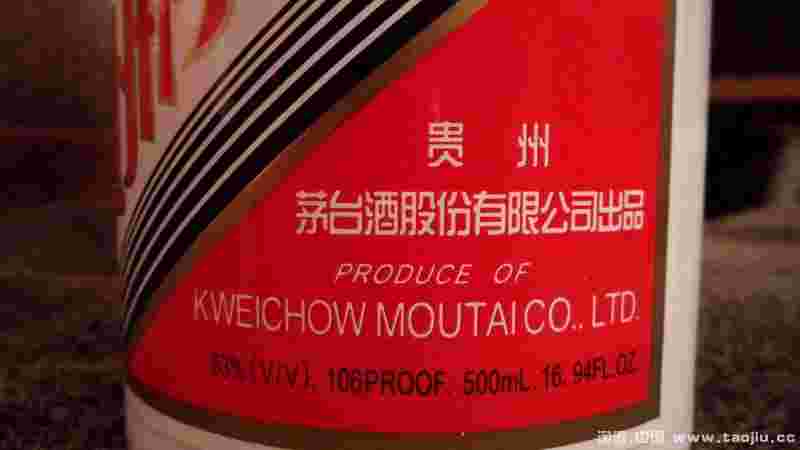 贵 州
茅台酒股份有限公司出品
PRODUCE OF
KWEICHOW MOUTAI CO., LTD.
53%(V/V). 106PROOF. 500mL. 16. 94FL.OZ.
www.taojiu.cc